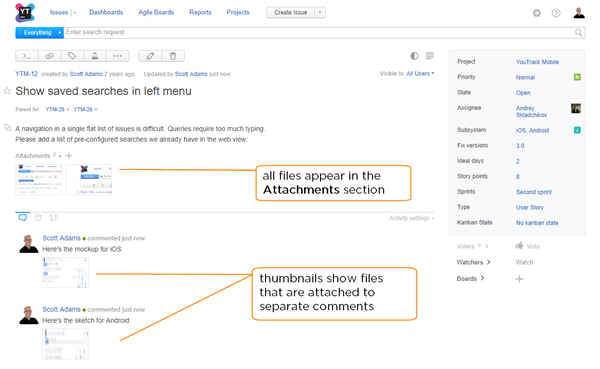 YT
Issues Dashboards Agile Boards Reports Projects Create issue
Everything Enter search request
YTM-12 created by Scott Adams 2 years ago Updated by Scott Adams just now Visible to: All Users
Show saved searches in left menu
Parent for: YTM-28 YTM-26
A navigation in a single flat list of issues is difficult. Queries require too much typing.
Please add a list of pre-configured searches we already have in the web view:
Attachments 2
all files appear in the
Attachments section
Activity settings
Scott Adams commented just now
Here's the mockup for iOS
thumbnails show files
that are attached to
separate comments
Scott Adams commented just now
Here's the sketch for Android
Project YouTrack Mobile
Priority Normal N
State Open
Assignee Andrey
Skladchikov
Subsystem iOS, Android I
Fix versions 3.0
Ideal days 2
Story points 8
Sprints Second sprint
Type User Story
Kanban State No kanban state
Voters 0 Vote
Watchers Watch
Boards